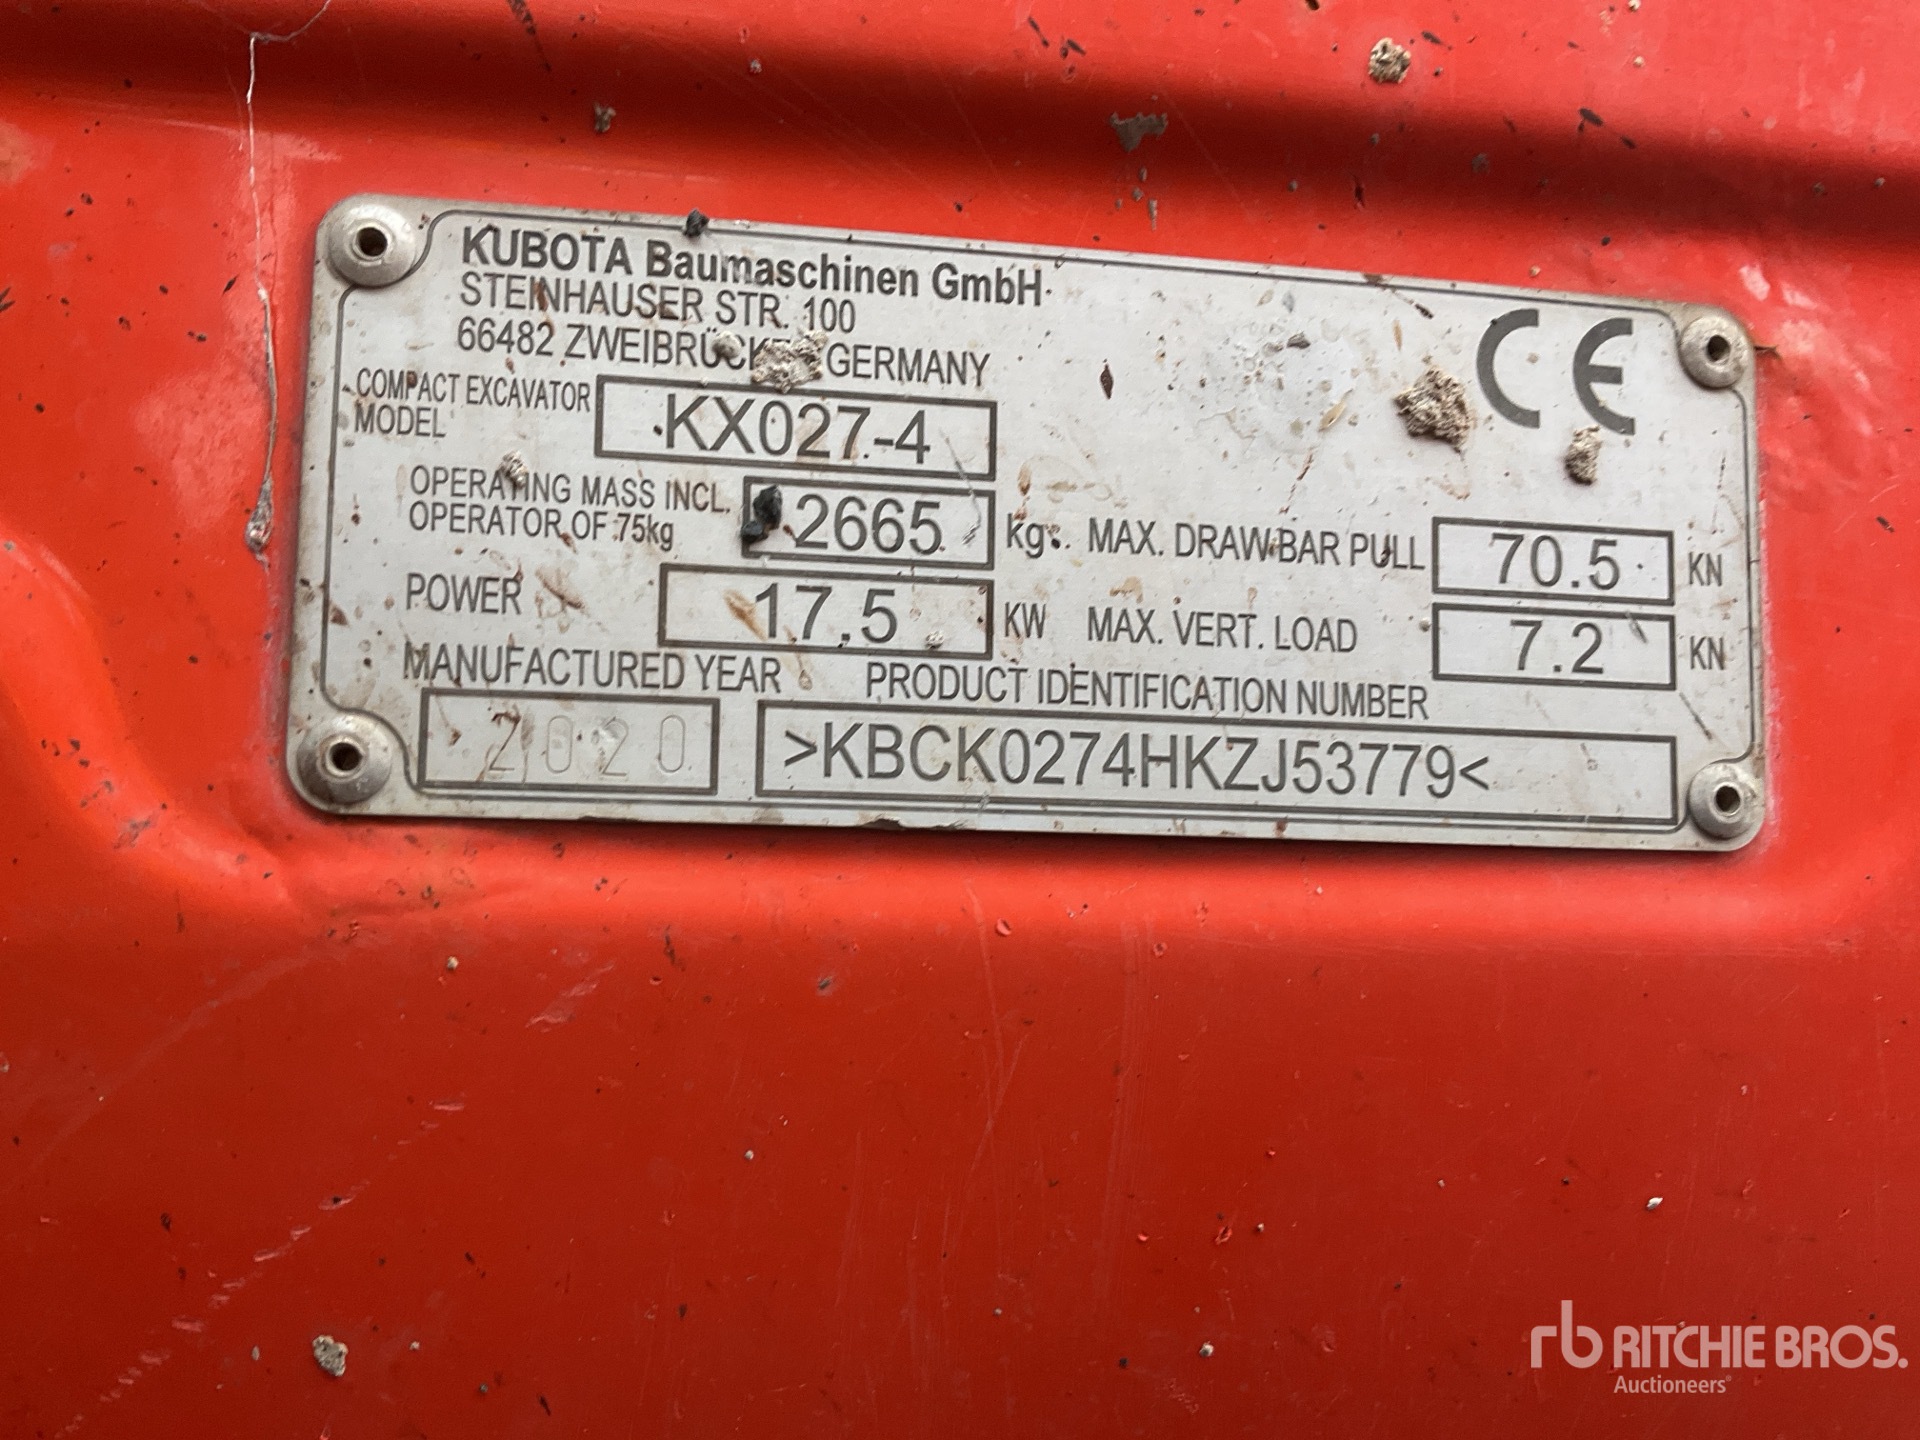 KUBOTA Baumaschinen GmbH
STEINHAUSER STR. 100
66482 ZWEIBRÜCKEN GERMANY
COMPACT EXCAVATOR MODEL KX027-4
OPERATING MASS INCL. OPERATOR OF 75kg 2665 kg MAX. DRAW BAR PULL 70.5 KN
POWER 17.5 KW MAX. VERT. LOAD 7.2 KN
MANUFACTURED YEAR PRODUCT IDENTIFICATION NUMBER
2020 >KBCK0274HKZJ53779<
CE
rb RITCHIE BROS.
Auctioneers